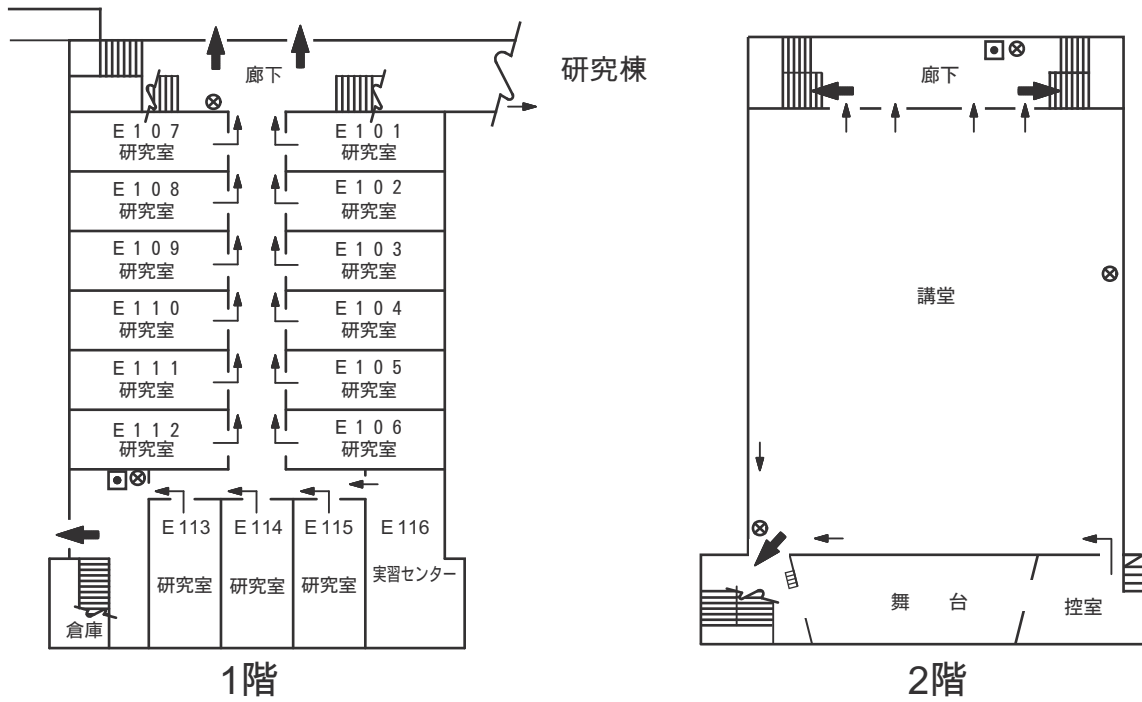 研究棟
廊下
E107
研究室
E101
研究室
E108
研究室
E102
研究室
E109
研究室
E103
研究室
E110
研究室
E104
研究室
E111
研究室
E105
研究室
E112
研究室
E106
研究室
E113
研究室
E114
研究室
E115
研究室
E116
実習センター
倉庫
1階
廊下
講堂
舞 台
控室
2階